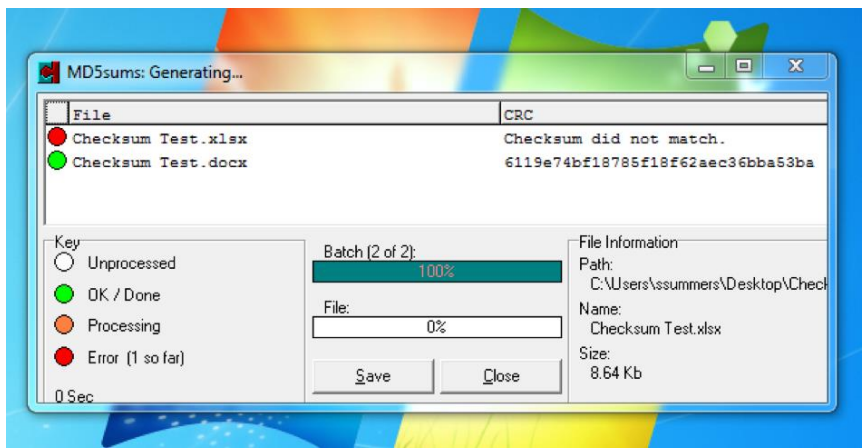 MD5sums: Generating...
File CRC
Checksum Test.xlsx Checksum did not match.
Checksum Test.docx 6119e74bf18785f18f62aec36bba53ba
Key
Unprocessed
OK / Done
Processing
Error (1 so far)
0 Sec
Batch (2 of 2):
100%
File:
0%
Save Close
File Information
Path:
C:\Users\ssummers\Desktop\Check
Name:
Checksum Test.xlsx
Size:
8.64 Kb